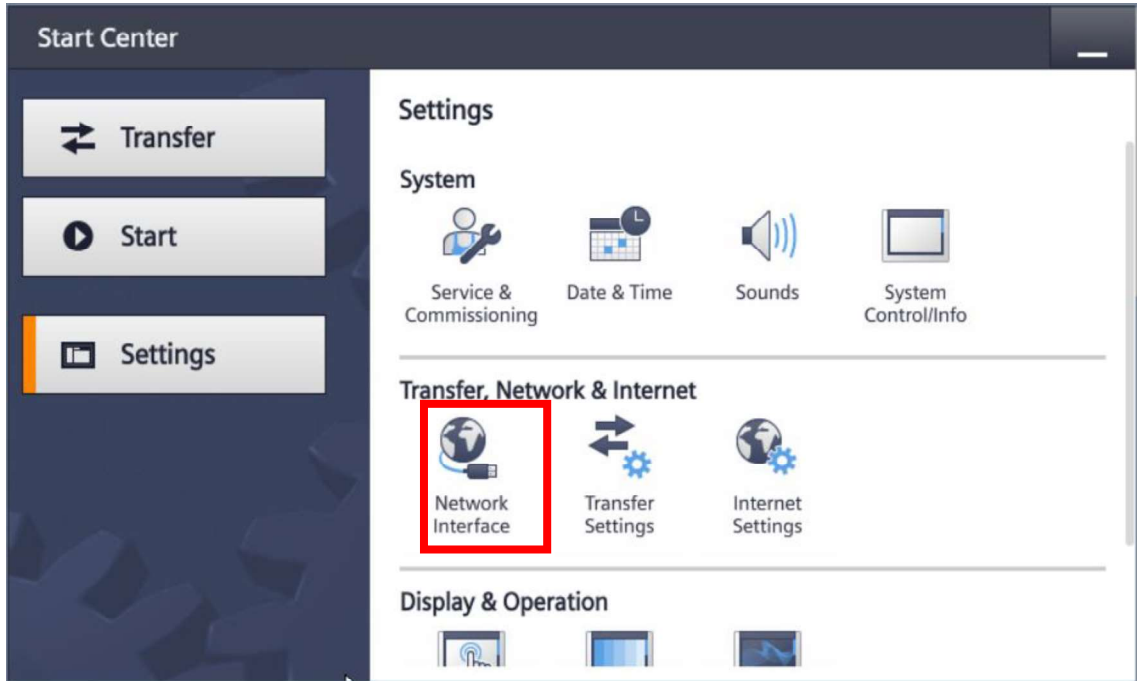 Start Center
Transfer
Start
Settings
Settings
System
Service &
Commissioning
Date & Time
Sounds
System
Control/Info
Transfer, Network & Internet
Network
Interface
Transfer
Settings
Internet
Settings
Display & Operation